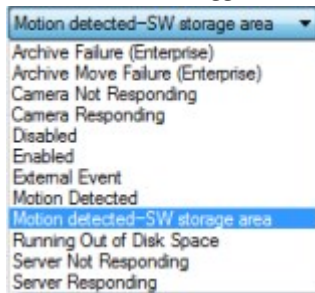 Motion detected-SW storage area
Archive Failure (Enterprise)
Archive Move Failure (Enterprise)
Camera Not Responding
Camera Responding
Disabled
Enabled
External Event
Motion Detected
Motion detected-SW storage area
Running Out of Disk Space
Server Not Responding
Server Responding